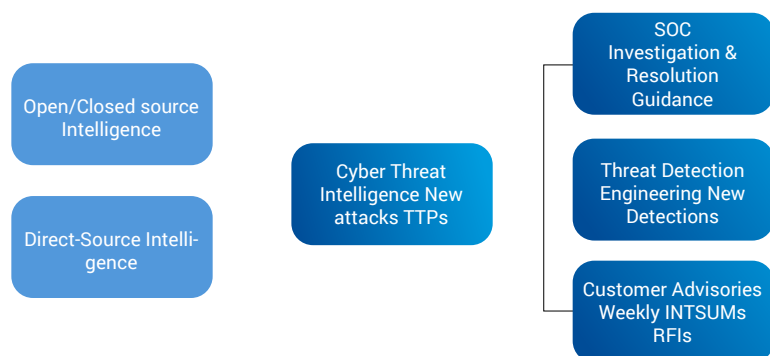 Open/Closed source
Intelligence
Direct-Source Intelli-
gence
Cyber Threat
Intelligence New
attacks TTPs
SOC
Investigation &
Resolution
Guidance
Threat Detection
Engineering New
Detections
Customer Advisories
Weekly INTSUMs
RFIs